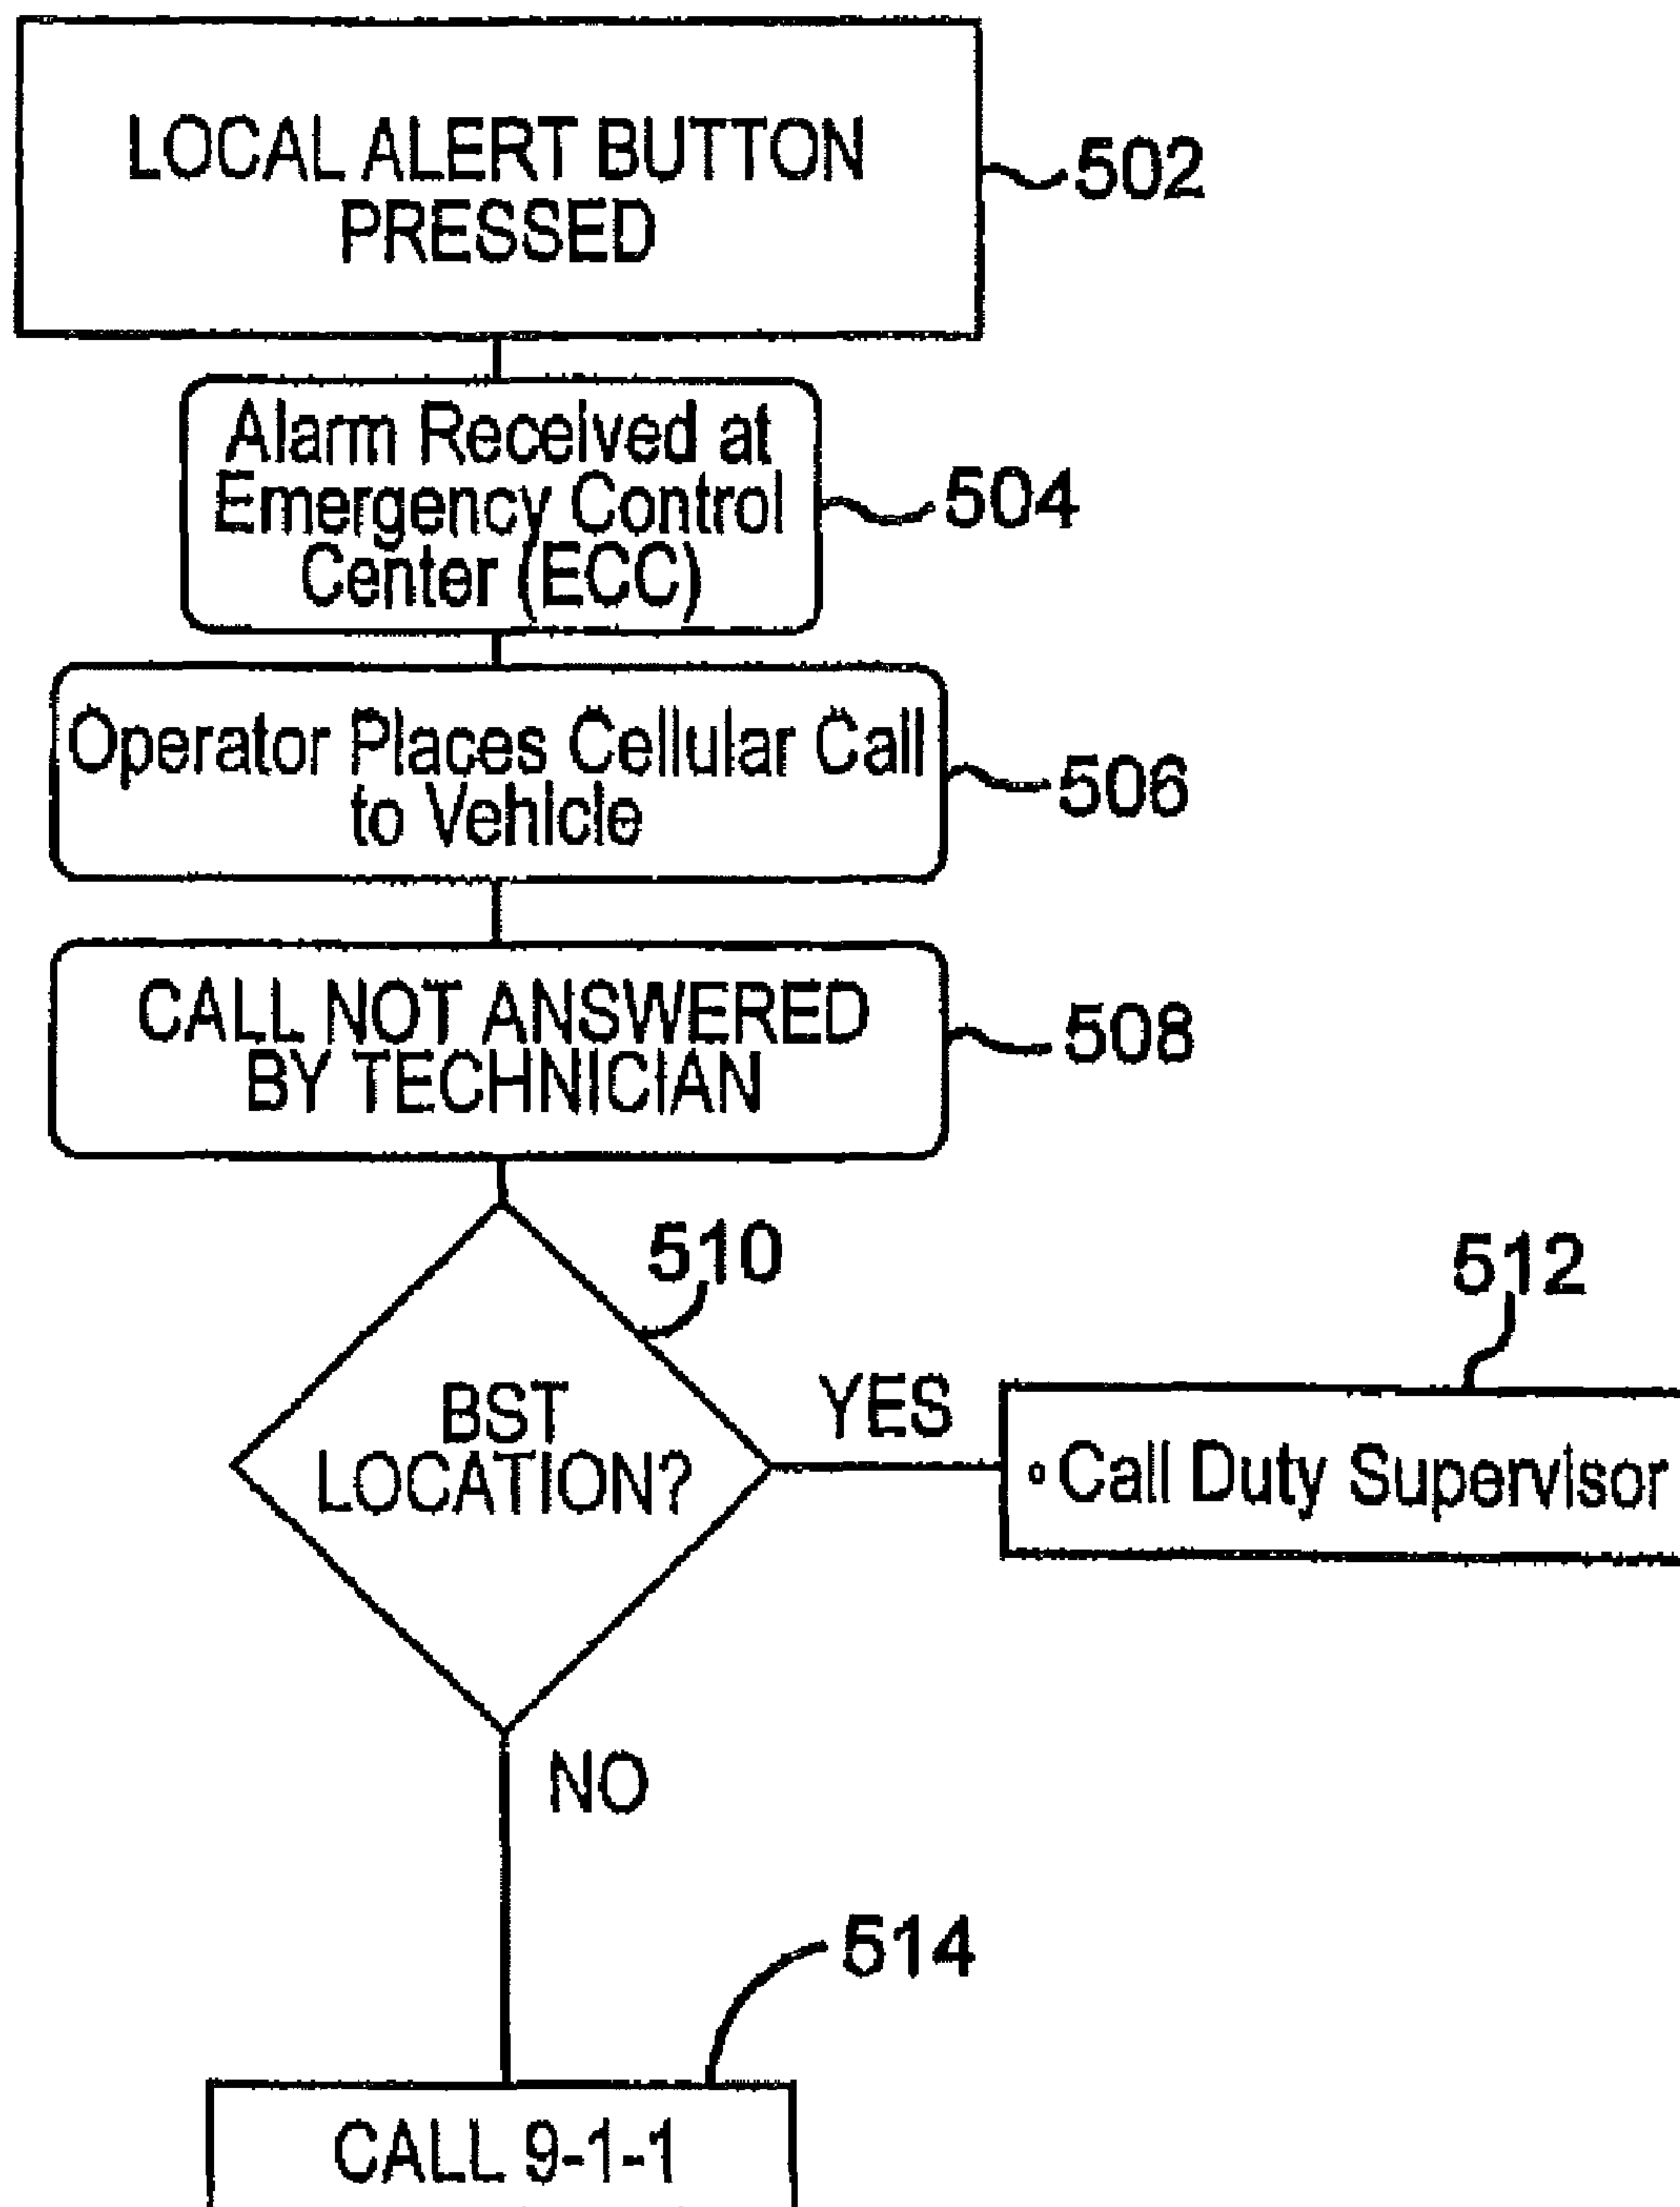 LOCAL ALERT BUTTON
PRESSED
502
Alarm Received at
Emergency Control
Center (ECC)
504
Operator Places Cellular Call
to Vehicle
506
CALL NOT ANSWERED
BY TECHNICIAN
508
510
BST
LOCATION?
YES
512
Call Duty Supervisor
NO
514
CALL 9-1-1